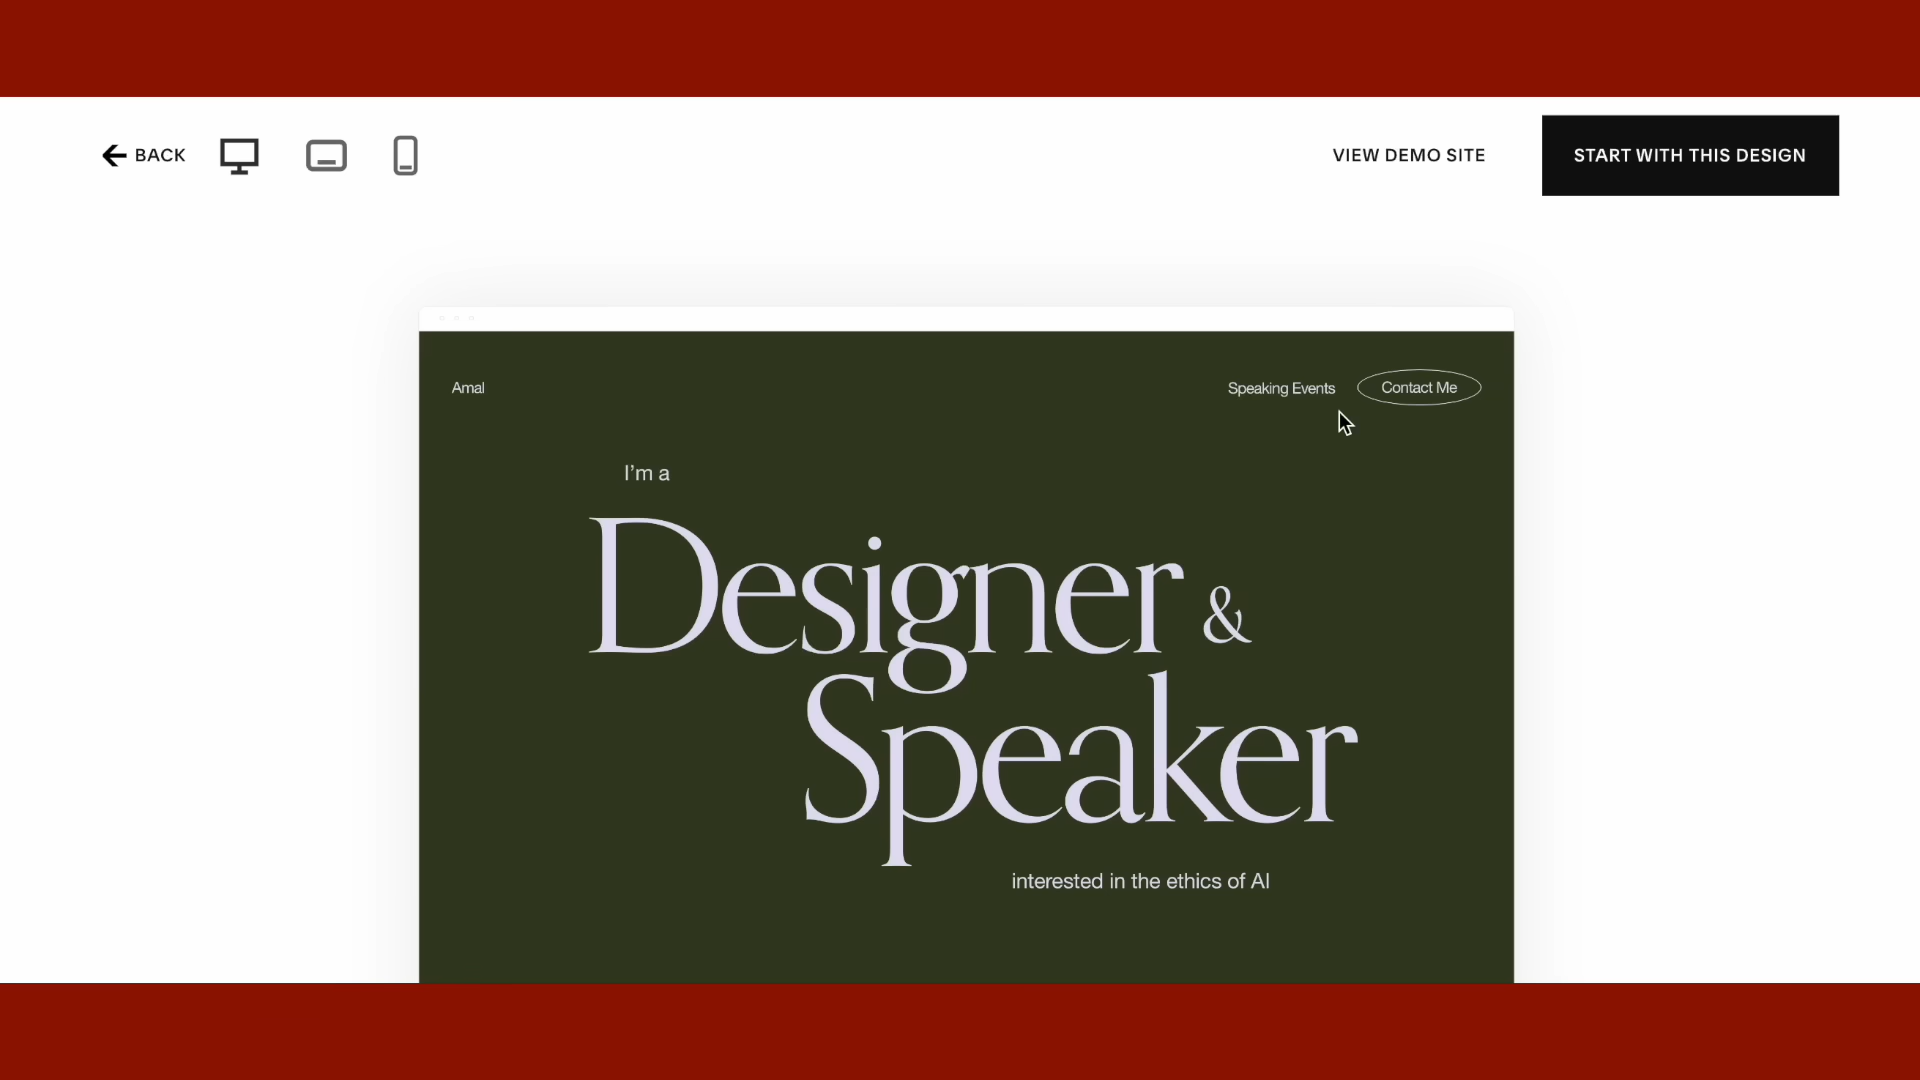 BACK
VIEW DEMO SITE
START WITH THIS DESIGN
Amal
Speaking Events
Contact Me
I’m a
Designer &
Speaker
interested in the ethics of AI